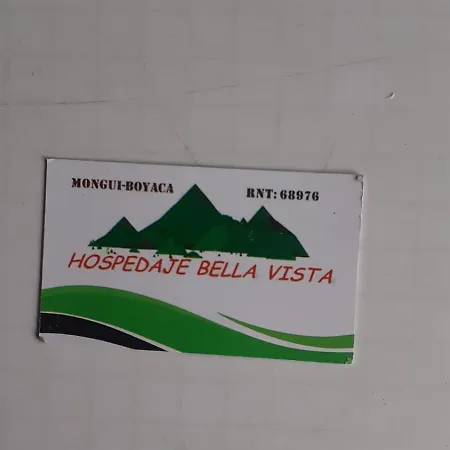 MONGUI-BOYACA RNT: 68976
HOSPEDAJE BELLA VISTA